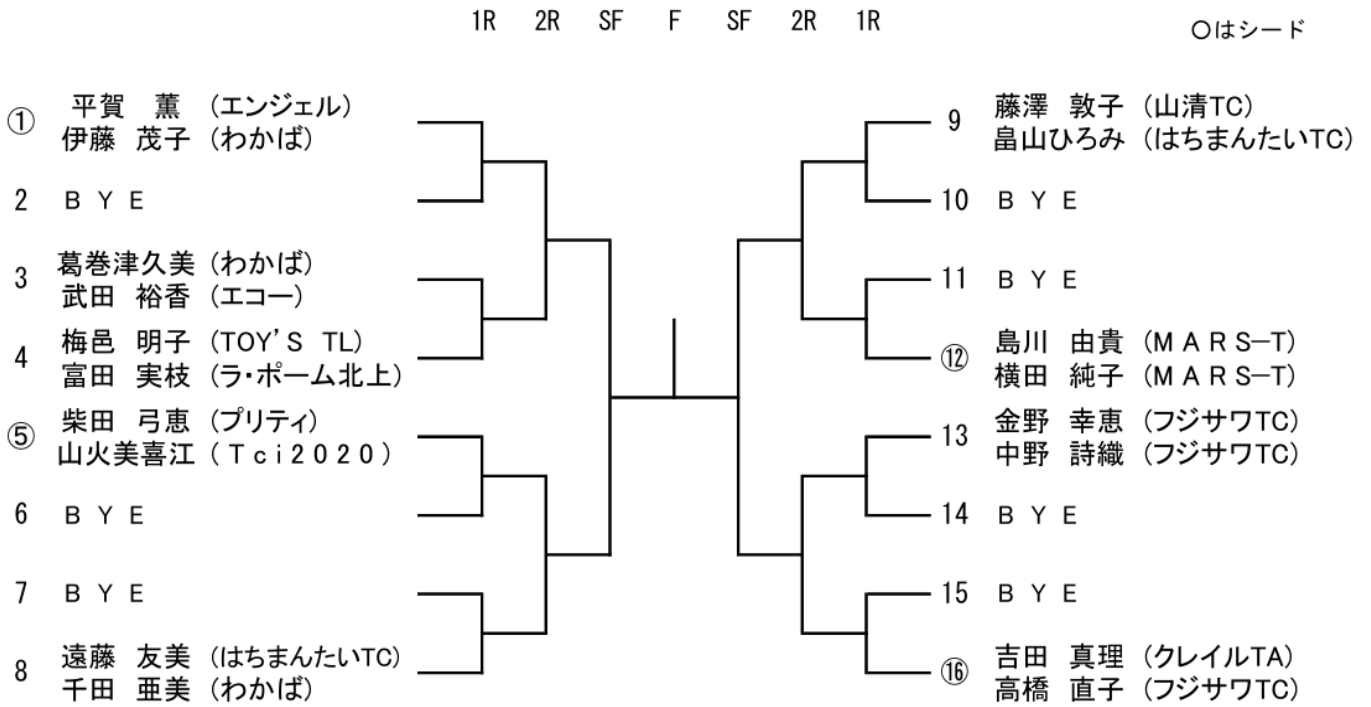 1R 2R SF F SF 2R 1R
○はシード
① 平賀 薫 (エンジェル)
伊藤 茂子 (わかば)
2 BYE
3 葛巻津久美 (わかば)
武田 裕香 (エコー)
4 梅邑 明子 (TOY'S TL)
富田 実枝 (ラ・ポーム北上)
⑤ 柴田 弓恵 (プリティ)
山火美喜江 (Tci2020)
6 BYE
7 BYE
8 遠藤 友美 (はちまんたいTC)
千田 亜美 (わかば)
9 藤澤 敦子 (山清TC)
畠山ひろみ (はちまんたいTC)
10 BYE
11 BYE
⑫ 島川 由貴 (MARS-T)
横田 純子 (MARS-T)
13 金野 幸恵 (フジサワTC)
中野 詩織 (フジサワTC)
14 BYE
15 BYE
⑯ 吉田 真理 (クレイルTA)
高橋 直子 (フジサワTC)